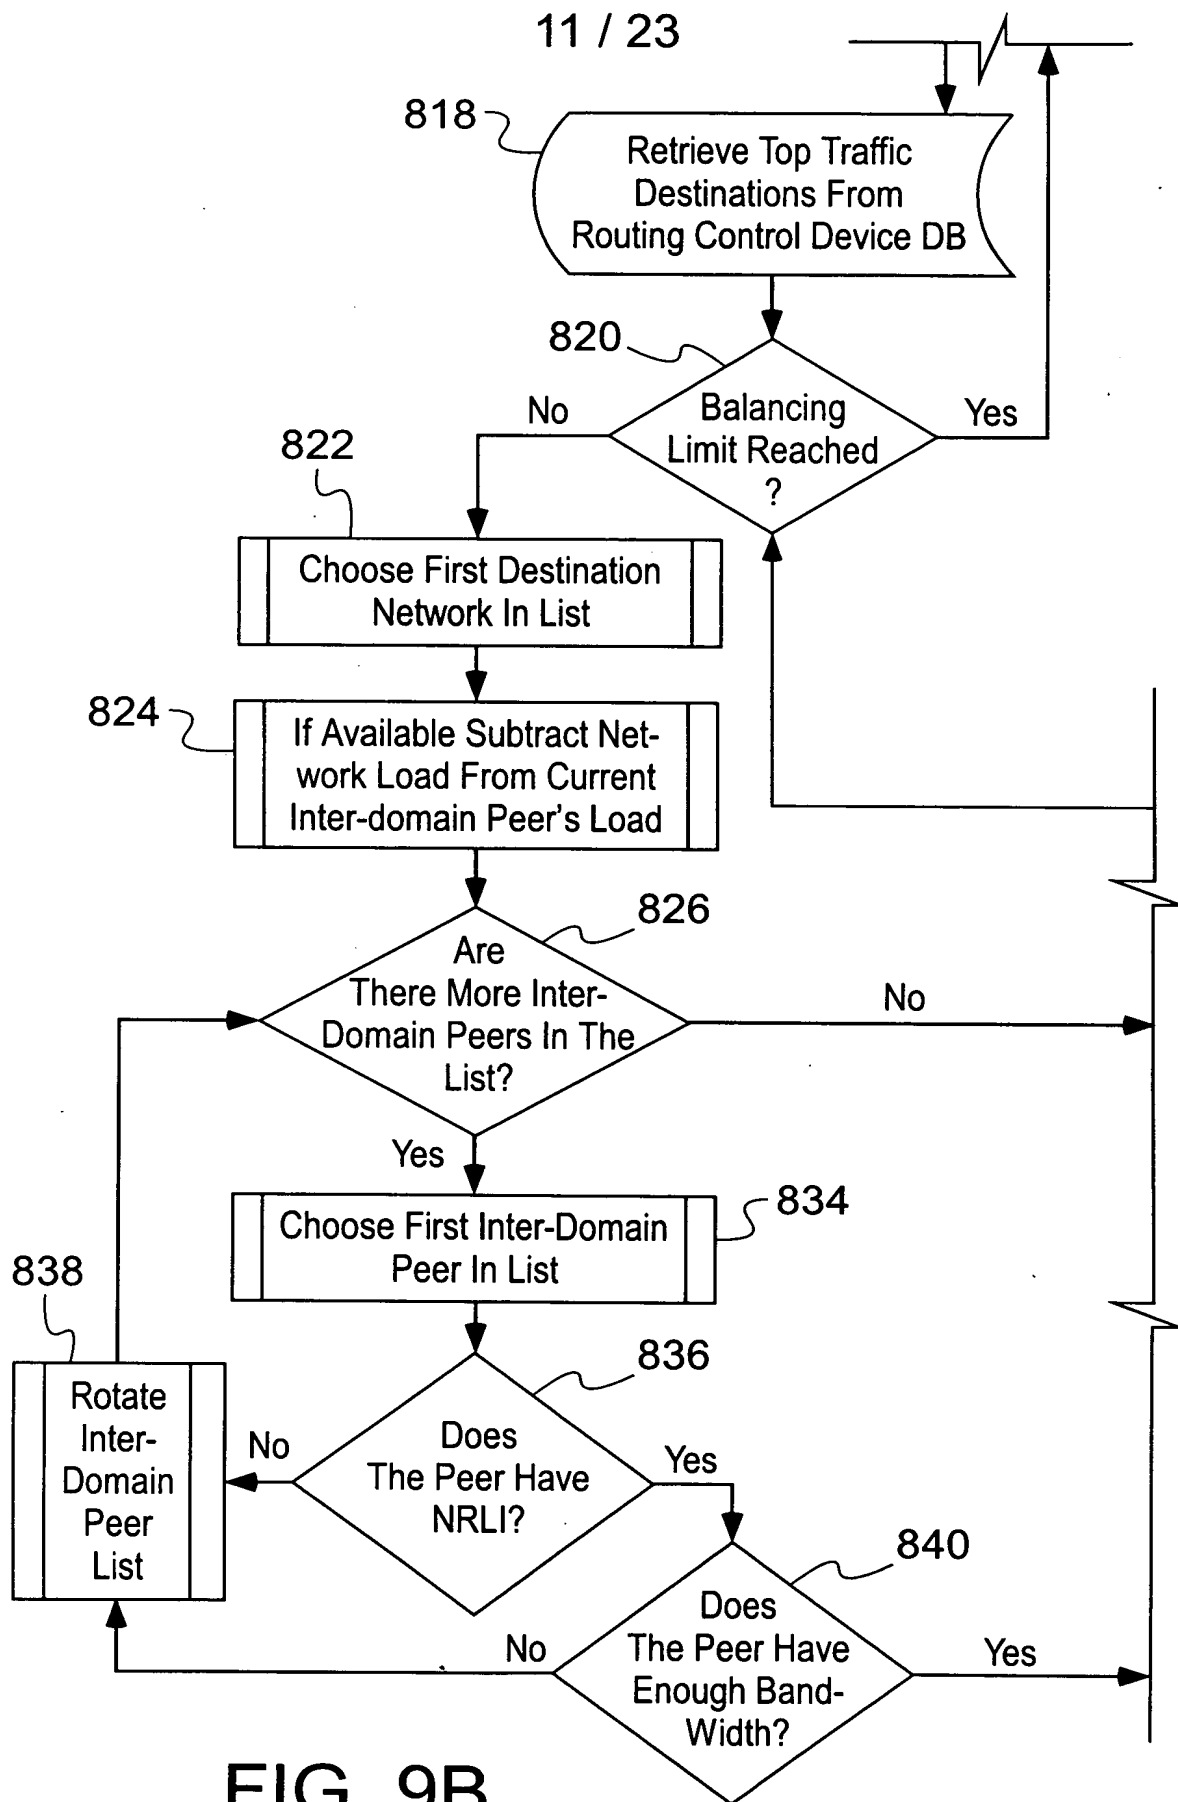 11 / 23
818
Retrieve Top Traffic
Destinations From
Routing Control Device DB
820
Balancing
Limit Reached
?
No
Yes
822
Choose First Destination
Network In List
824
If Available Subtract Net-
work Load From Current
Inter-domain Peer's Load
826
Are
There More Inter-
Domain Peers In The
List?
No
Yes
834
Choose First Inter-Domain
Peer In List
838
Rotate
Inter-
Domain
Peer
List
836
Does
The Peer Have
NRLI?
No
Yes
840
Does
The Peer Have
Enough Band-
Width?
No
Yes
FIG. 9B